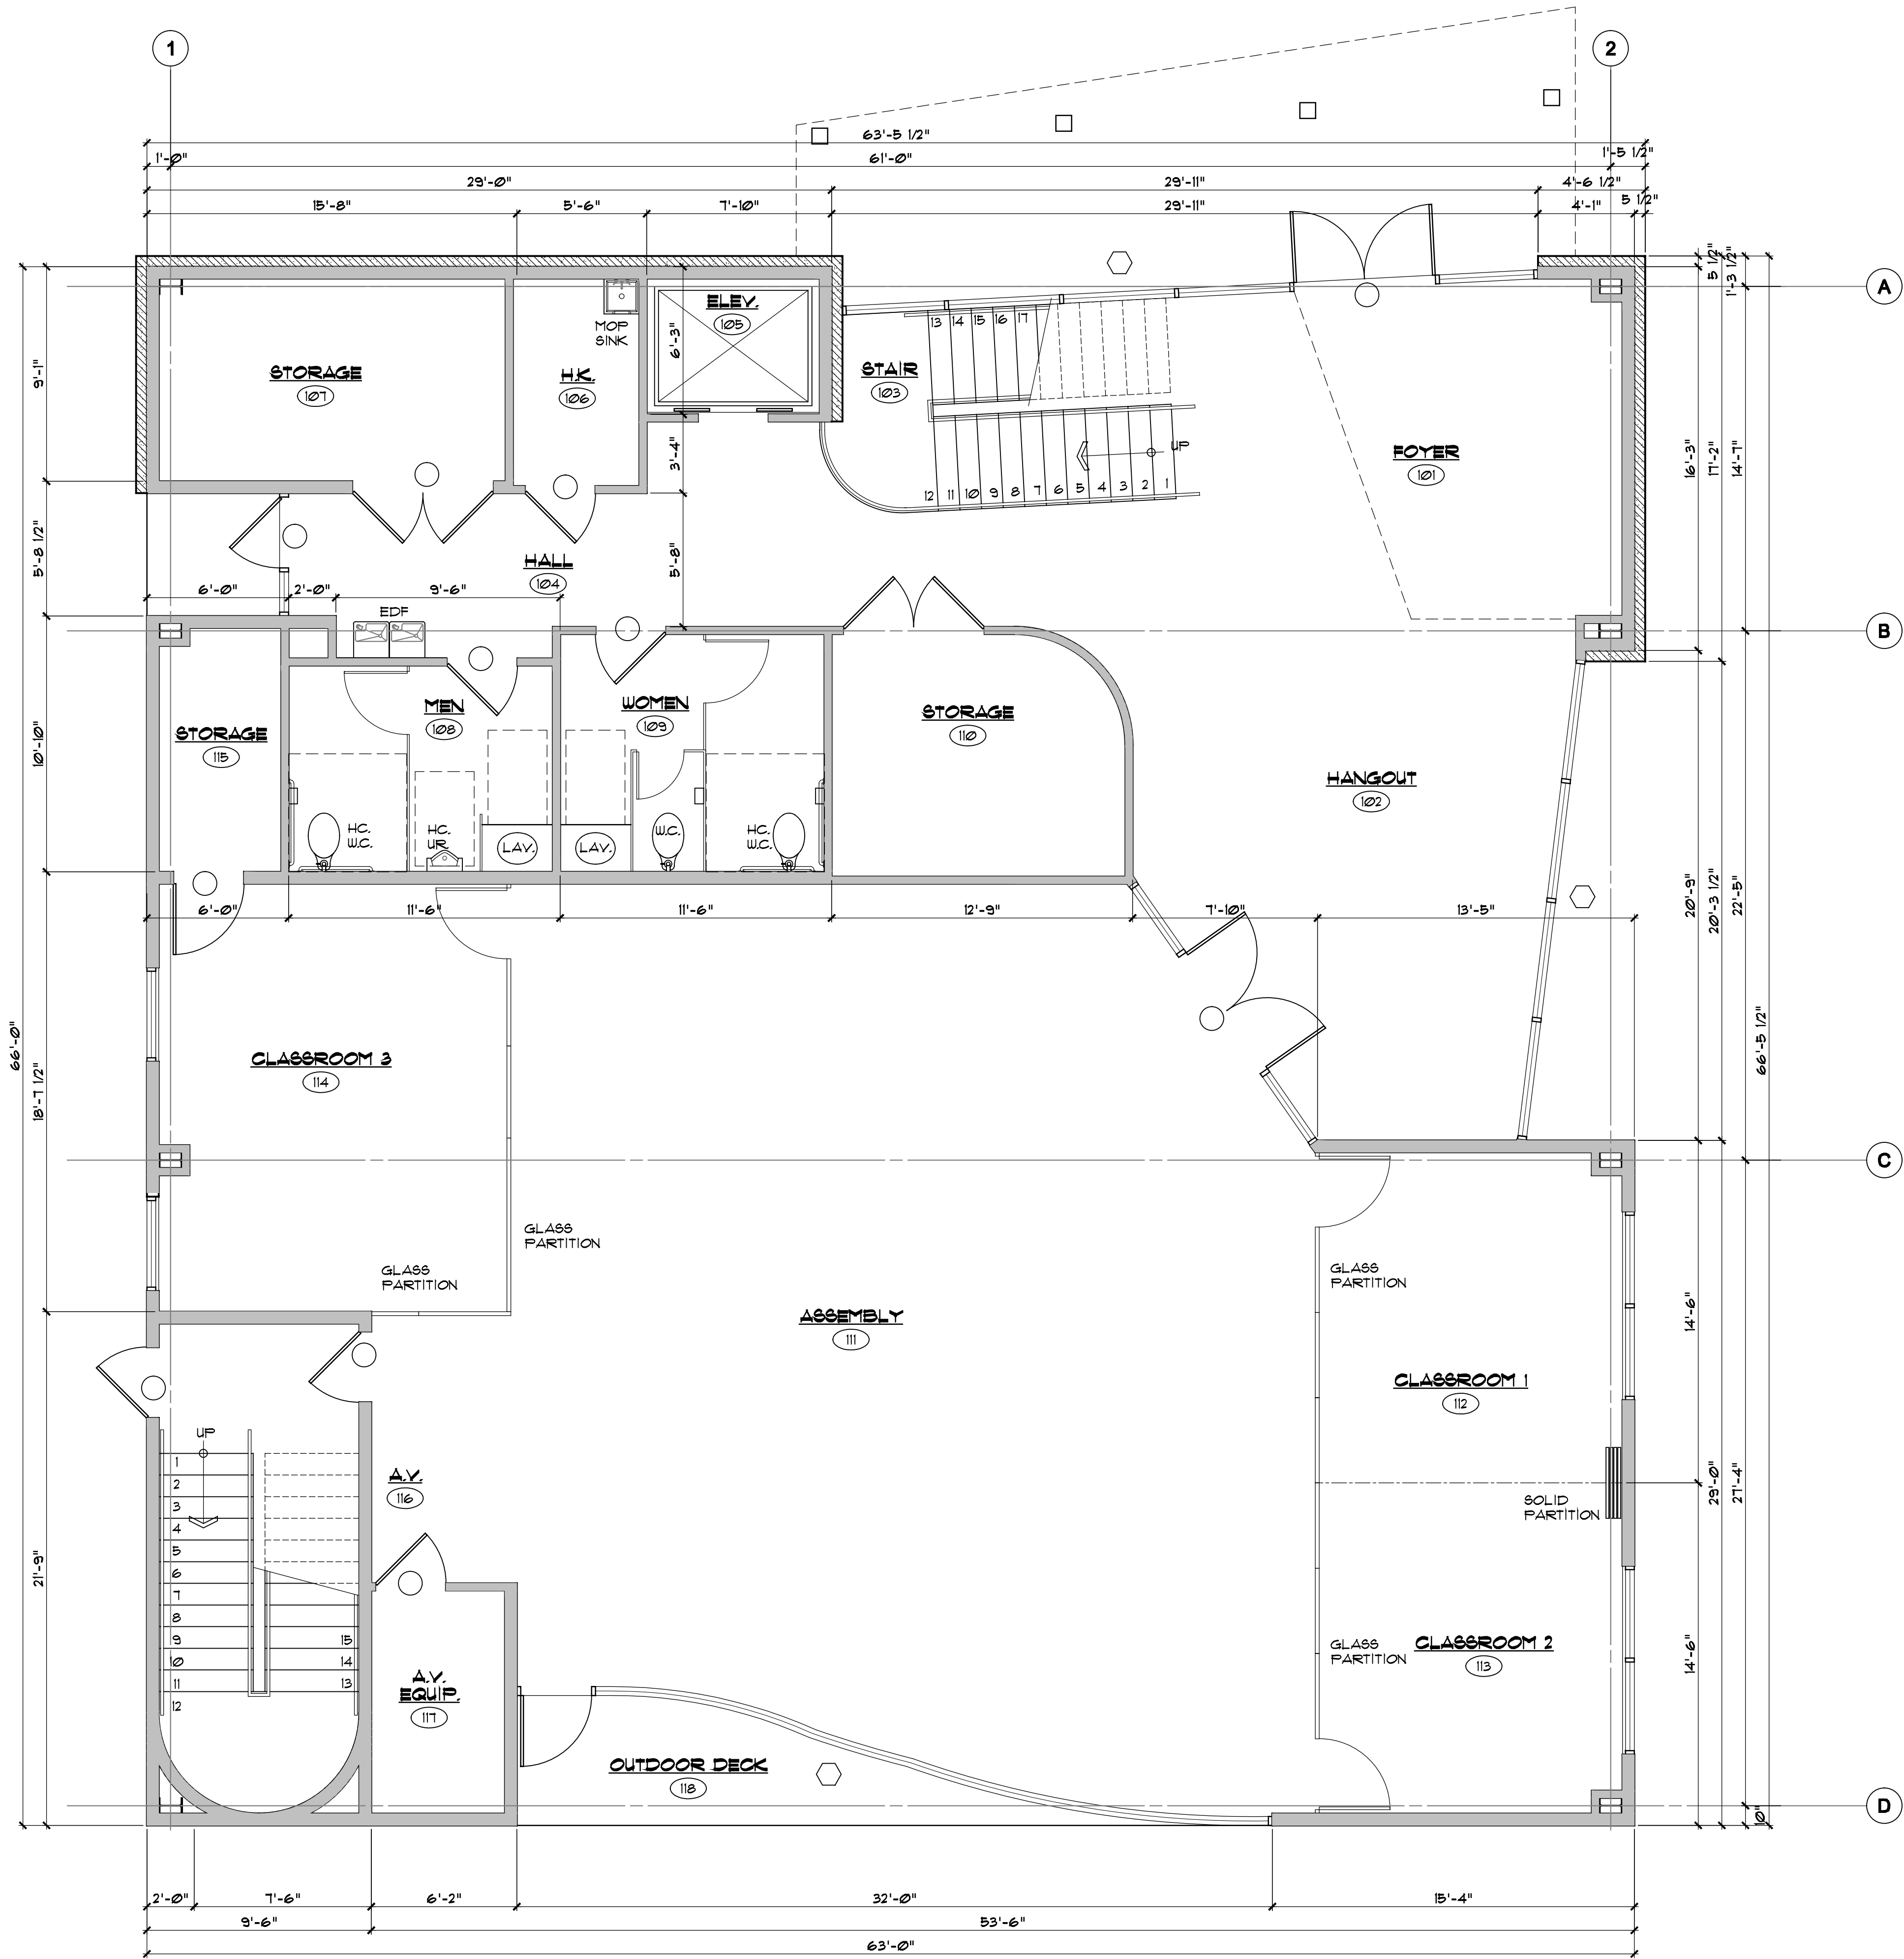 1
2
63'-5 1/2"
1'-0"
61'-0"
1'-5 1/2"
29'-0"
29'-11"
4'-6 1/2"
15'-8"
5'-6"
7'-10"
29'-11"
4'-1"
5 1/2"
5 1/2"
1'-3 1/2"
A
ELEV.
105
MOP
SINK
6'-3"
13
14
15
16
17
STORAGE
107
H.K.
106
STAIR
103
9'-1"
3'-4"
UP
FOYER
101
16'-3"
17'-2"
14'-7"
12
11
10
9
8
7
6
5
4
3
2
1
5'-8 1/2"
HALL
104
5'-8"
6'-0"
2'-0"
9'-6"
EDF
B
MEN
108
WOMEN
109
STORAGE
110
STORAGE
115
10'-10"
HANGOUT
102
HC.
W.C.
HC.
UR.
LAV.
LAV.
W.C.
HC.
W.C.
6'-0"
11'-6"
11'-6"
12'-9"
7'-10"
13'-5"
20'-9"
20'-3 1/2"
22'-5"
66'-0"
66'-5 1/2"
CLASSROOM 3
114
18'-7 1/2"
C
GLASS
PARTITION
GLASS
PARTITION
GLASS
PARTITION
ASSEMBLY
111
14'-6"
CLASSROOM 1
112
UP
A.V.
116
29'-0"
27'-4"
SOLID
PARTITION
1
2
3
4
5
6
7
8
9
10
11
12
15
14
13
21'-9"
GLASS
PARTITION
CLASSROOM 2
113
14'-6"
A.V.
EQUIP.
117
OUTDOOR DECK
118
D
10"
2'-0"
7'-6"
6'-2"
32'-0"
15'-4"
9'-6"
53'-6"
63'-0"